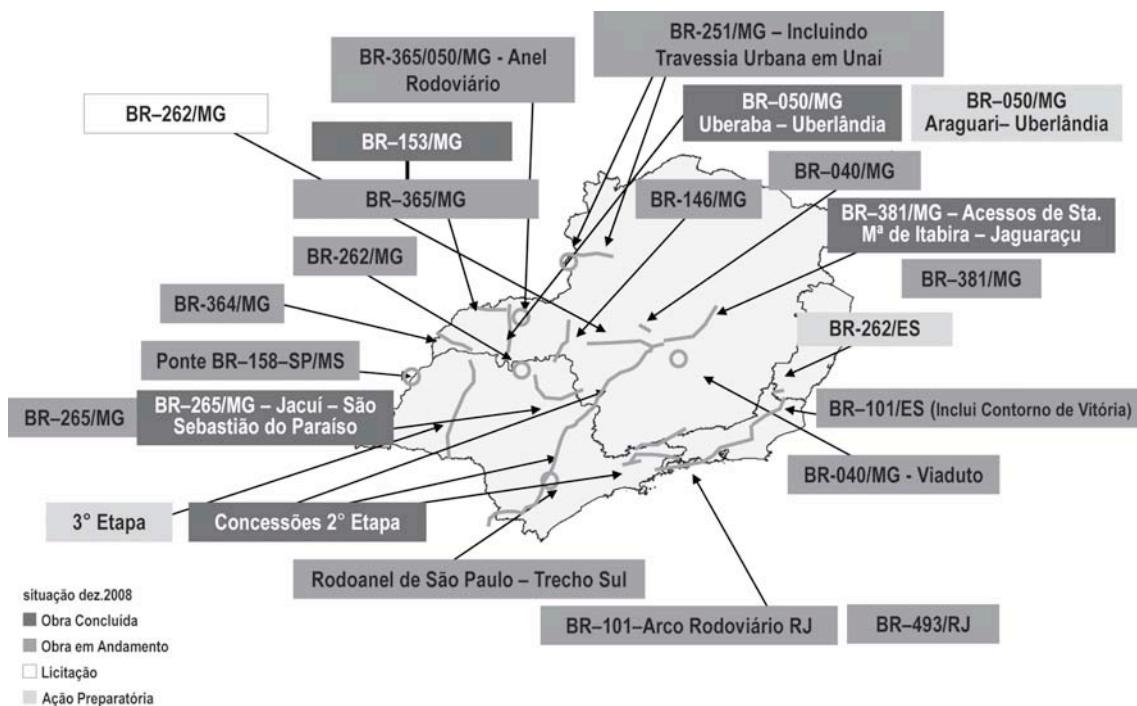 BR-365/050/MG - Anel
Rodoviário
BR-251/MG – Incluindo
Travessia Urbana em Unaí
BR–262/MG
BR–050/MG
Uberaba – Uberlândia
BR–050/MG
Araguari– Uberlândia
BR–153/MG
BR–040/MG
BR–365/MG
BR-146/MG
BR–381/MG – Acessos de Sta.
Mª de Itabira – Jaguaraçu
BR-262/MG
BR–381/MG
BR-364/MG
BR-262/ES
Ponte BR–158–SP/MS
BR–265/MG
BR–265/MG – Jacuí – São
Sebastião do Paraíso
BR–101/ES (Inclui Contorno de Vitória)
BR-040/MG - Viaduto
3° Etapa
Concessões 2° Etapa
Rodoanel de São Paulo – Trecho Sul
BR–101–Arco Rodoviário RJ
BR–493/RJ
situação dez.2008
Obra Concluída
Obra em Andamento
Licitação
Ação Preparatória